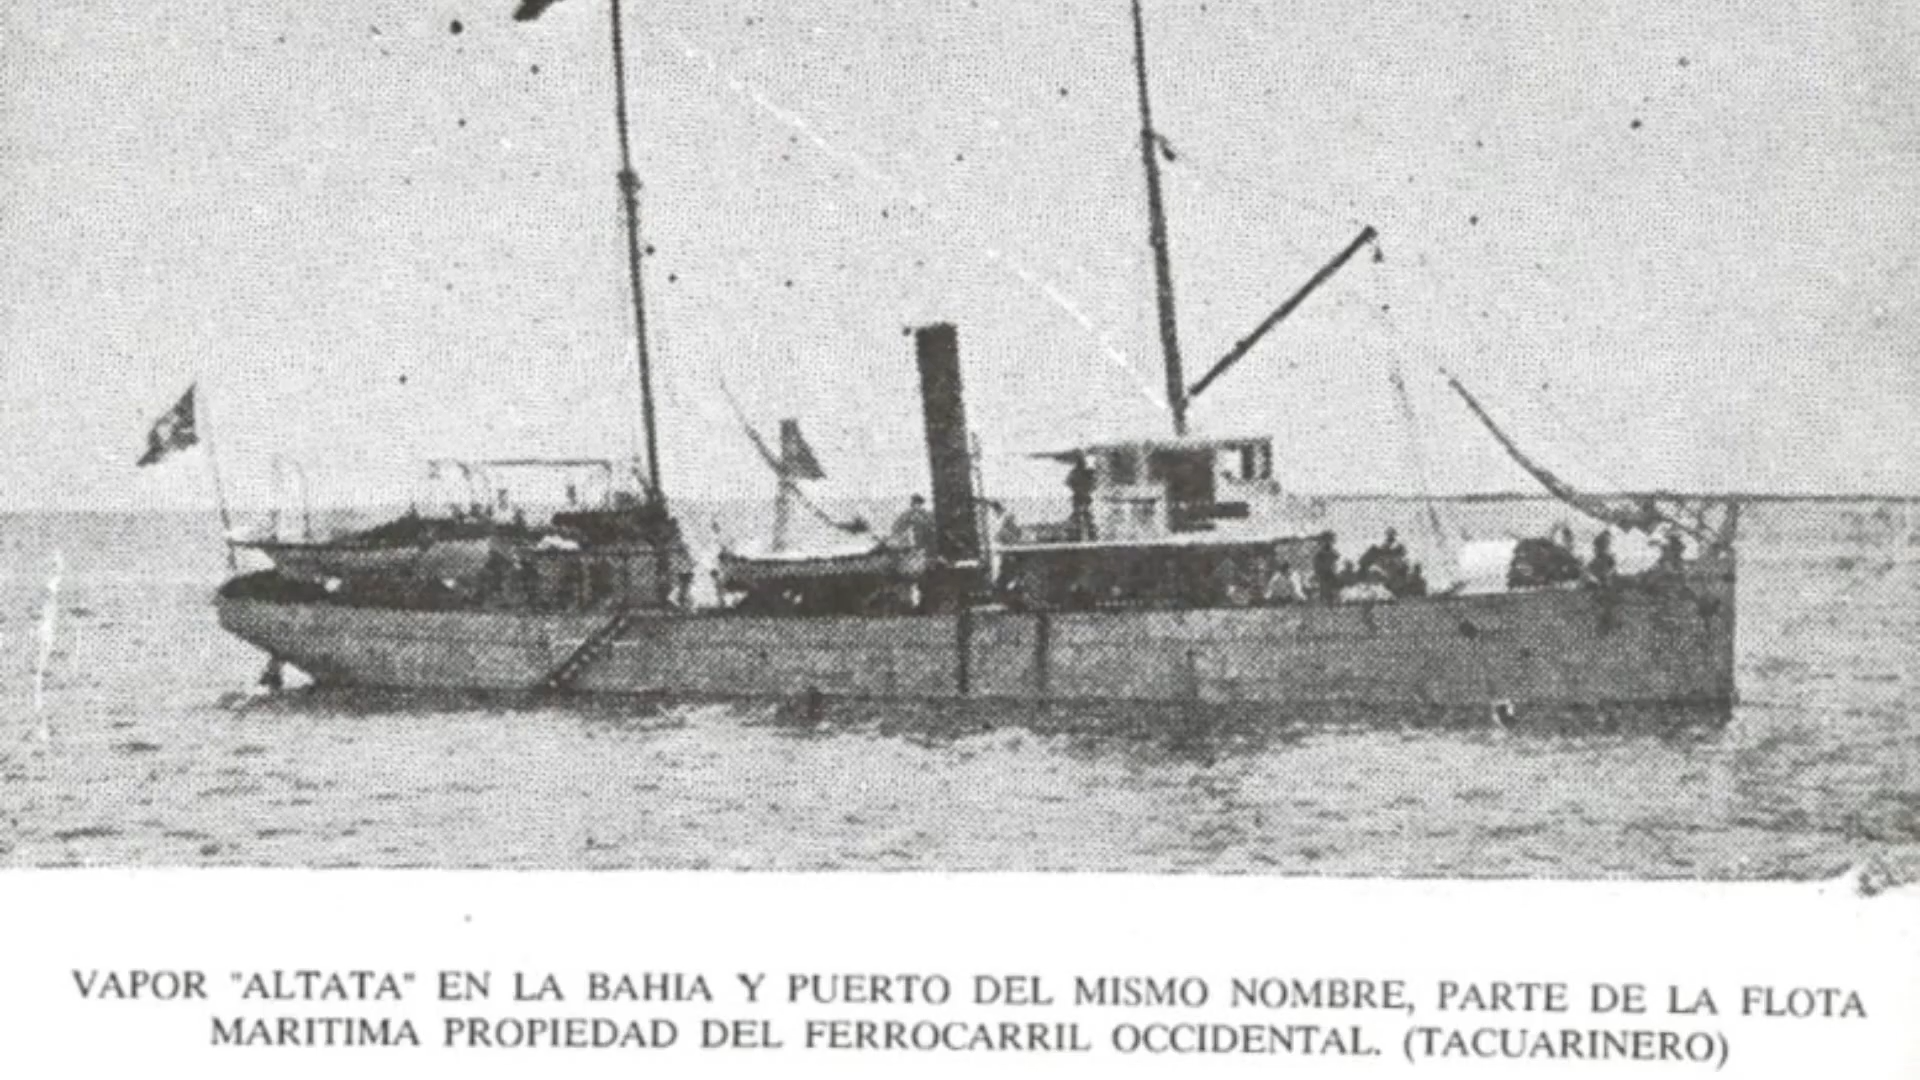 VAPOR "ALTATA" EN LA BAHIA Y PUERTO DEL MISMO NOMBRE, PARTE DE LA FLOTA
MARITIMA PROPIEDAD DEL FERROCARRIL OCCIDENTAL. (TACUARINERO)